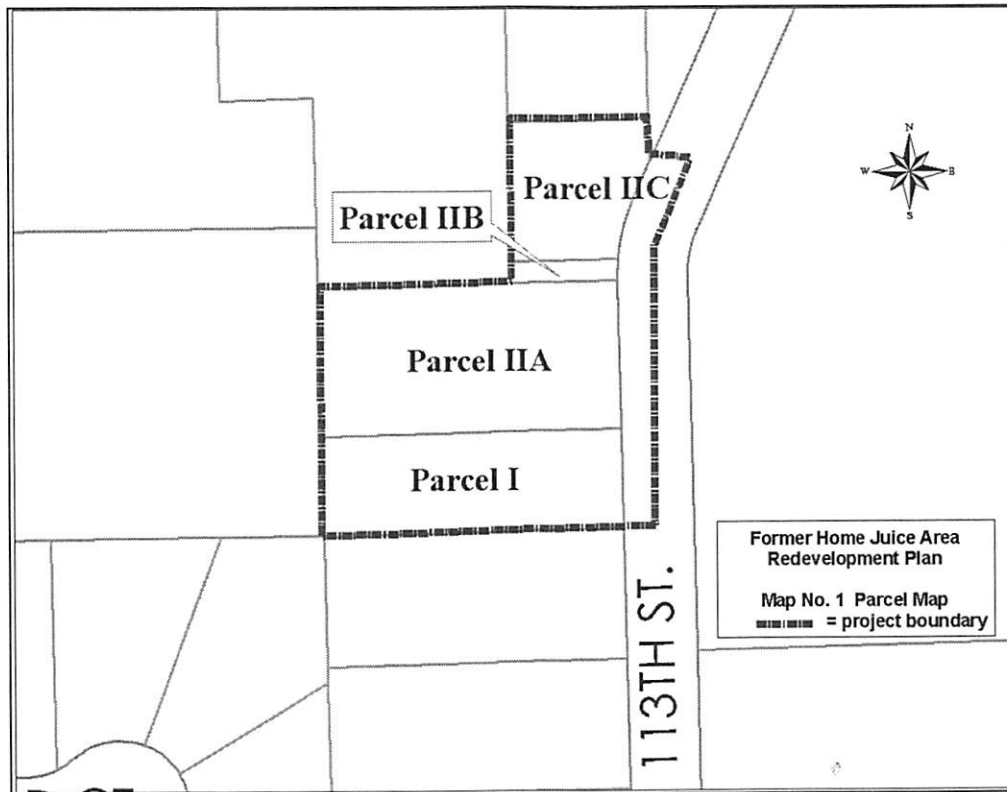 N
W E
S
Parcel IIC
Parcel IIB
Parcel IIA
Parcel I
113TH ST.
Former Home Juice Area
Redevelopment Plan
Map No. 1 Parcel Map
= project boundary